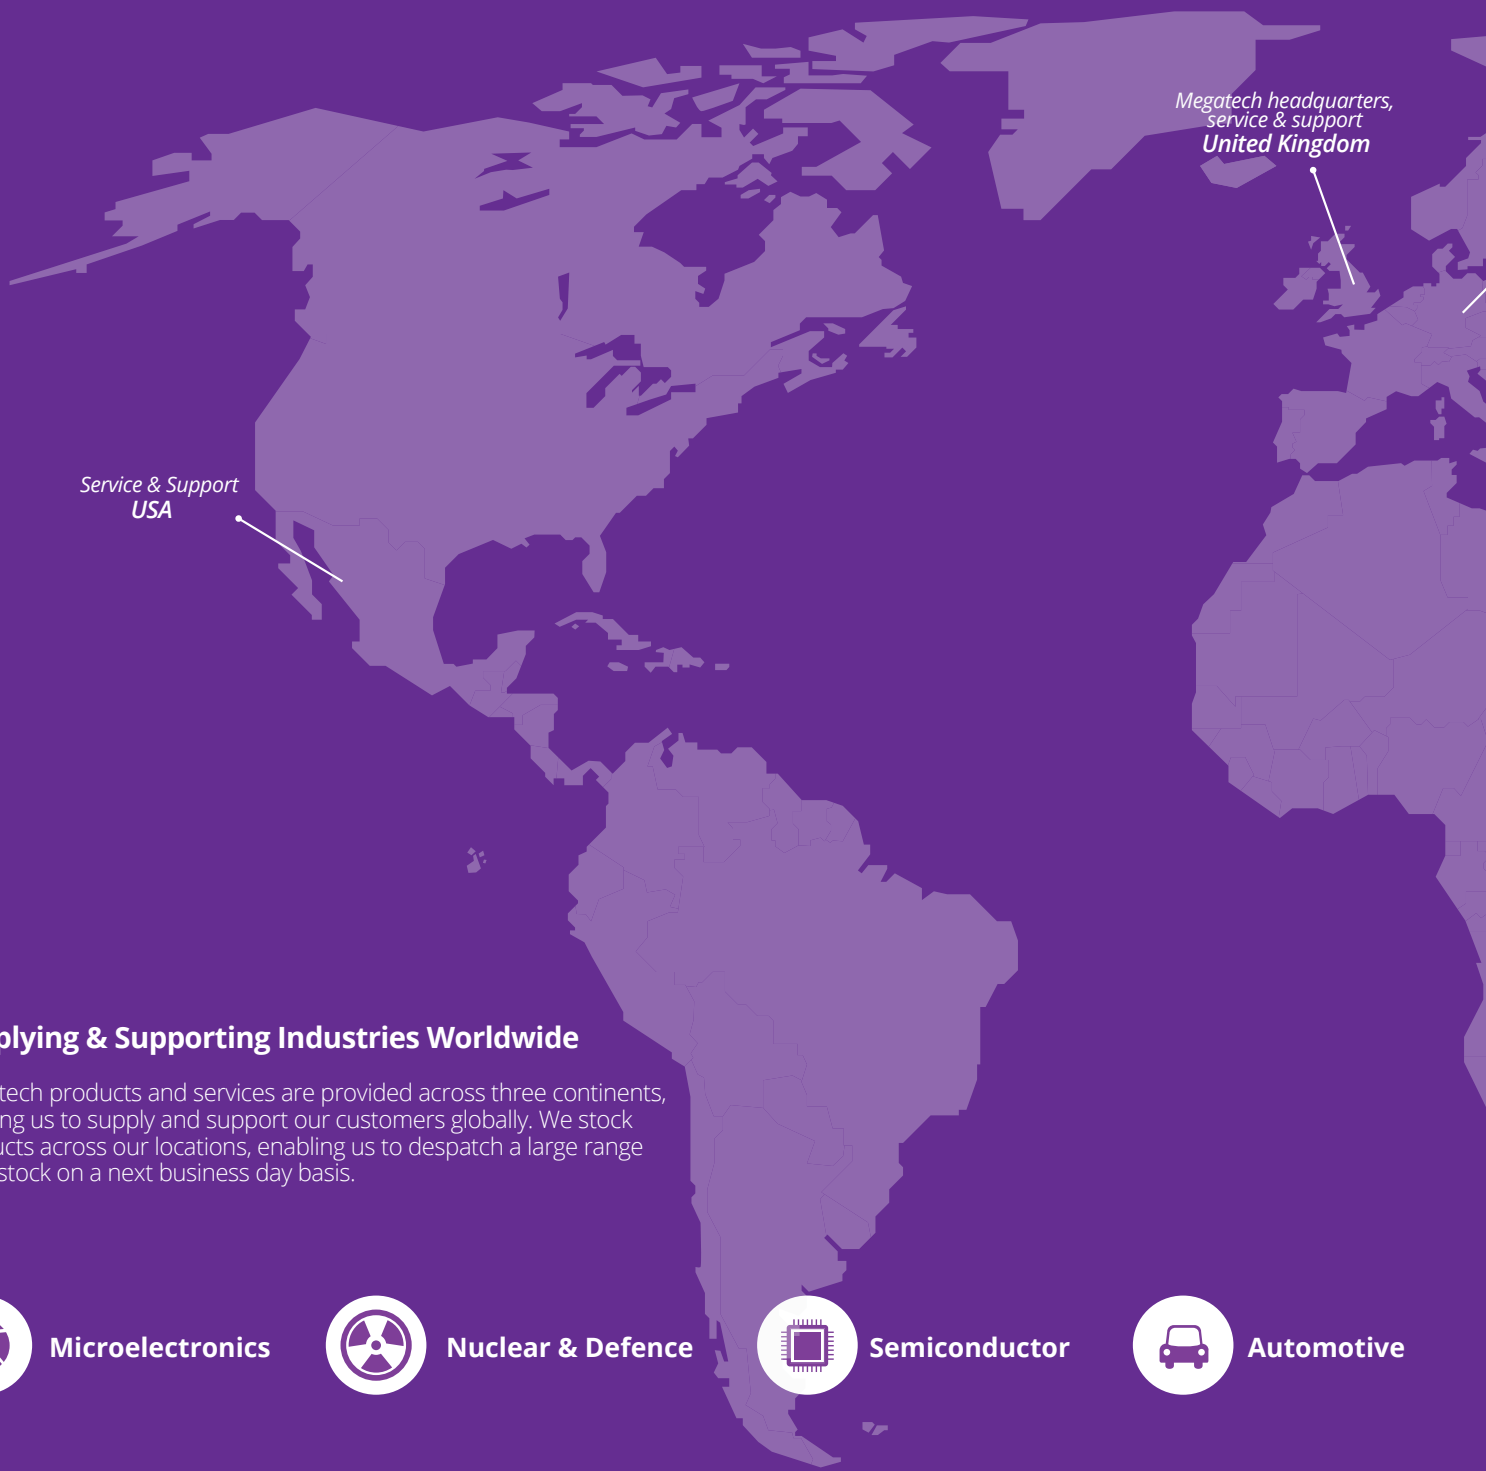 Megatech headquarters,
service & support
United Kingdom
Service & Support
USA
plying & Supporting Industries Worldwide
tech products and services are provided across three continents,
ng us to supply and support our customers globally. We stock
ucts across our locations, enabling us to despatch a large range
stock on a next business day basis.
Microelectronics
Nuclear & Defence
Semiconductor
Automotive